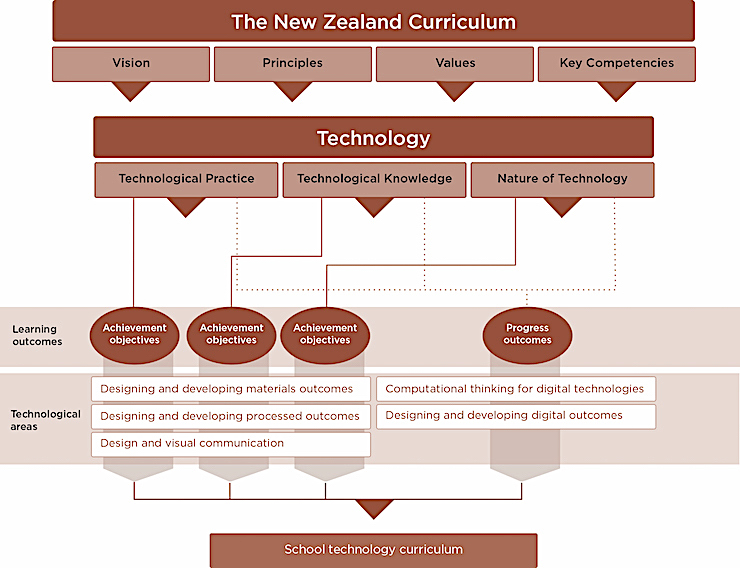 The New Zealand Curriculum
Vision
Principles
Values
Key Competencies
Technology
Technological Practice
Technological Knowledge
Nature of Technology
Learning
outcomes
Achievement
objectives
Achievement
objectives
Achievement
objectives
Progress
outcomes
Technological
areas
Designing and developing materials outcomes
Designing and developing processed outcomes
Design and visual communication
Computational thinking for digital technologies
Designing and developing digital outcomes
School technology curriculum